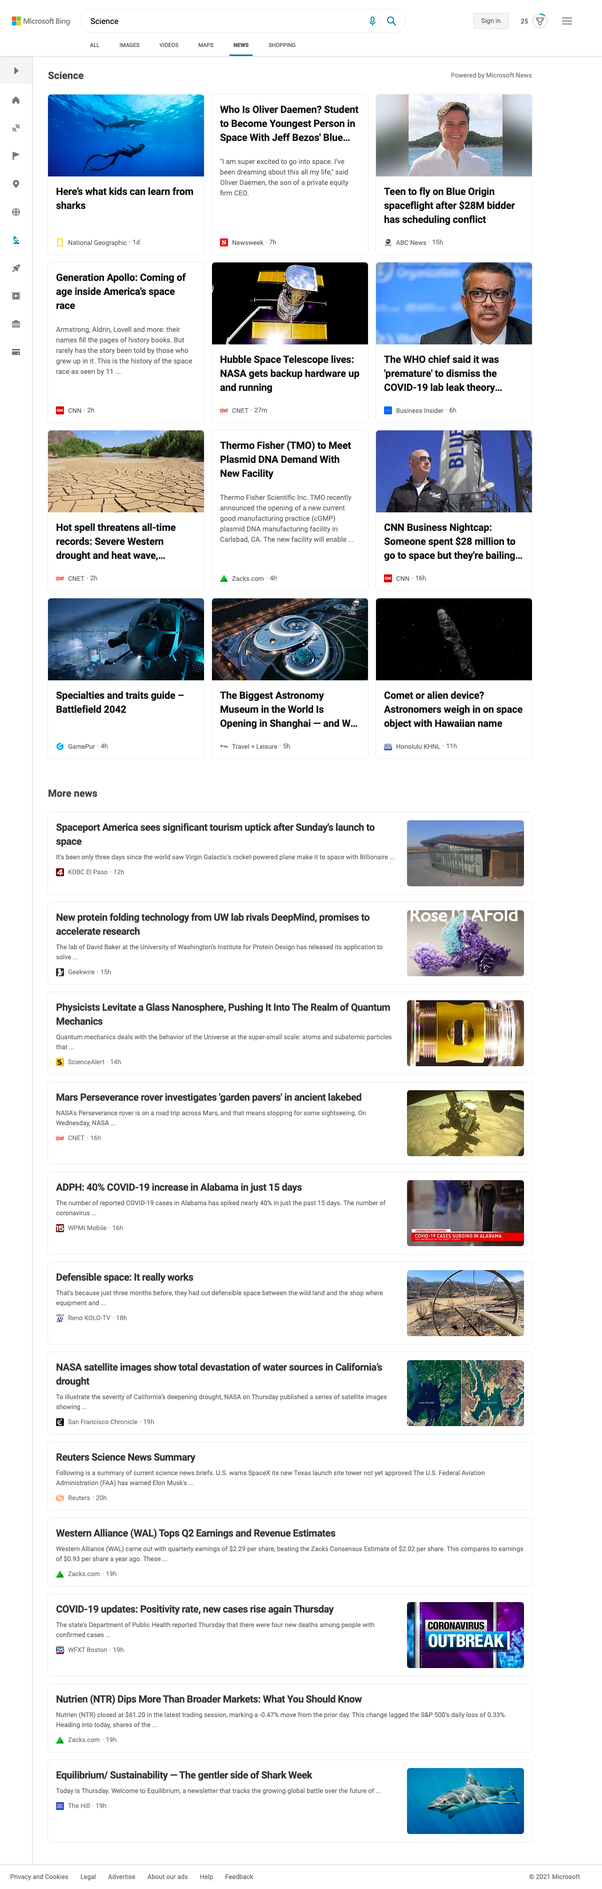 Microsoft Bing
Science
Sign in
25
ALL
IMAGES
VIDEOS
MAPS
NEWS
SHOPPING
Science
Powered by Microsoft News
Here's what kids can learn from
sharks
National Geographic · 1d
Who Is Oliver Daemen? Student
to Become Youngest Person in
Space With Jeff Bezos' Blue...
"I am super excited to go into space. I've
been dreaming about this all my life," said
Oliver Daemen, the son of a private equity
firm CEO.
Newsweek · 7h
Teen to fly on Blue Origin
spaceflight after $28M bidder
has scheduling conflict
ABC News · 15h
Generation Apollo: Coming of
age inside America's space
race
Armstrong, Aldrin, Lovell and more: their
names fill the pages of history books. But
rarely has the story been told by those who
grew up in it. This is the history of the space
race as seen by 11 ...
CNN · 2h
Hubble Space Telescope lives:
NASA gets backup hardware up
and running
CNET · 27m
The WHO chief said it was
'premature' to dismiss the
COVID-19 lab leak theory...
Business Insider · 6h
Hot spell threatens all-time
records: Severe Western
drought and heat wave,...
CNET · 2h
Thermo Fisher (TMO) to Meet
Plasmid DNA Demand With
New Facility
Thermo Fisher Scientific Inc. TMO recently
announced the opening of a new current
good manufacturing practice (cGMP)
plasmid DNA manufacturing facility in
Carlsbad, CA. The new facility will enable ...
Zacks.com · 4h
BLUE
CNN Business Nightcap:
Someone spent $28 million to
go to space but they're bailing...
CNN · 16h
Specialties and traits guide –
Battlefield 2042
GamePur · 4h
The Biggest Astronomy
Museum in the World Is
Opening in Shanghai — and W...
Travel + Leisure · 5h
Comet or alien device?
Astronomers weigh in on space
object with Hawaiian name
Honolulu KHNL · 11h
More news
Spaceport America sees significant tourism uptick after Sunday's launch to
space
It's been only three days since the world saw Virgin Galactic's rocket-powered plane make it to space with Billionaire ...
KDBC El Paso · 12h
New protein folding technology from UW lab rivals DeepMind, promises to
accelerate research
The lab of David Baker at the University of Washington's Institute for Protein Design has released its application to
solve ...
Geekwire · 15h
RoseTTAFold
Physicists Levitate a Glass Nanosphere, Pushing It Into The Realm of Quantum
Mechanics
Quantum mechanics deals with the behavior of the Universe at the super-small scale: atoms and subatomic particles
that ...
ScienceAlert · 14h
Mars Perseverance rover investigates 'garden pavers' in ancient lakebed
NASA's Perseverance rover is on a road trip across Mars, and that means stopping for some sightseeing. On
Wednesday, NASA ...
CNET · 16h
ADPH: 40% COVID-19 increase in Alabama in just 15 days
The number of reported COVID-19 cases in Alabama has spiked nearly 40% in just the past 15 days. The number of
coronavirus ...
WPMI Mobile · 16h
COVID-19 CASES SURGING IN ALABAMA
Defensible space: It really works
That's because just three months before, they had cut defensible space between the wild land and the shop where
equipment and ...
Reno KOLO-TV · 18h
NASA satellite images show total devastation of water sources in California's
drought
To illustrate the severity of California's deepening drought, NASA on Thursday published a series of satellite images
showing ...
San Francisco Chronicle · 19h
Reuters Science News Summary
Following is a summary of current science news briefs. U.S. warns SpaceX its new Texas launch site tower not yet approved The U.S. Federal Aviation
Administration (FAA) has warned Elon Musk's ...
Reuters · 20h
Western Alliance (WAL) Tops Q2 Earnings and Revenue Estimates
Western Alliance (WAL) came out with quarterly earnings of $2.29 per share, beating the Zacks Consensus Estimate of $2.02 per share. This compares to earnings
of $0.93 per share a year ago. These ...
Zacks.com · 19h
COVID-19 updates: Positivity rate, new cases rise again Thursday
The state's Department of Public Health reported Thursday that there were four new deaths among people with
confirmed cases ...
WFXT Boston · 19h
CORONAVIRUS
OUTBREAK
Nutrien (NTR) Dips More Than Broader Markets: What You Should Know
Nutrien (NTR) closed at $61.20 in the latest trading session, marking a -0.47% move from the prior day. This change lagged the S&P 500's daily loss of 0.33%.
Heading into today, shares of the ...
Zacks.com · 19h
Equilibrium/ Sustainability — The gentler side of Shark Week
Today is Thursday. Welcome to Equilibrium, a newsletter that tracks the growing global battle over the future of ...
The Hill · 19h
Privacy and Cookies
Legal
Advertise
About our ads
Help
Feedback
© 2021 Microsoft